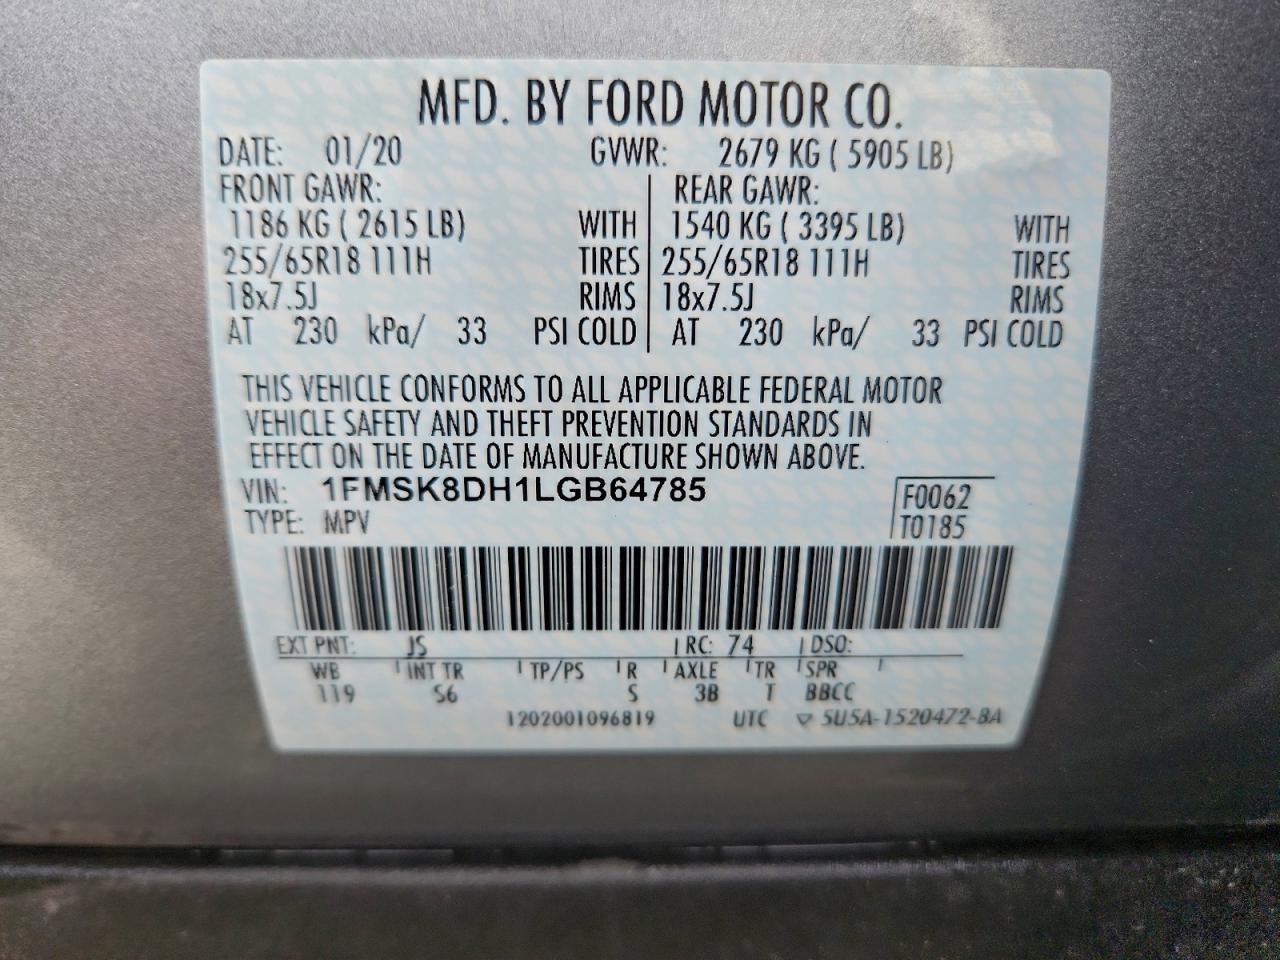 MFD. BY FORD MOTOR CO.
DATE: 01/20 GVWR: 2679 KG ( 5905 LB)
FRONT GAWR: REAR GAWR:
1186 KG ( 2615 LB) WITH 1540 KG ( 3395 LB) WITH
255/65R18 111H TIRES 255/65R18 111H TIRES
18x7.5J RIMS 18x7.5J RIMS
AT 230 kPa/ 33 PSI COLD AT 230 kPa/ 33 PSI COLD
THIS VEHICLE CONFORMS TO ALL APPLICABLE FEDERAL MOTOR
VEHICLE SAFETY AND THEFT PREVENTION STANDARDS IN
EFFECT ON THE DATE OF MANUFACTURE SHOWN ABOVE.
VIN: 1FMSK8DH1LGB64785 F0062
TYPE: MPV T0185
EXT PNT: JS RC: 74 DSO:
WB INT TR TP/PS R AXLE TR SPR
119 S6 S 3B T BBCC
1202001096819 UTC ▽ 5U5A-1520472-BA